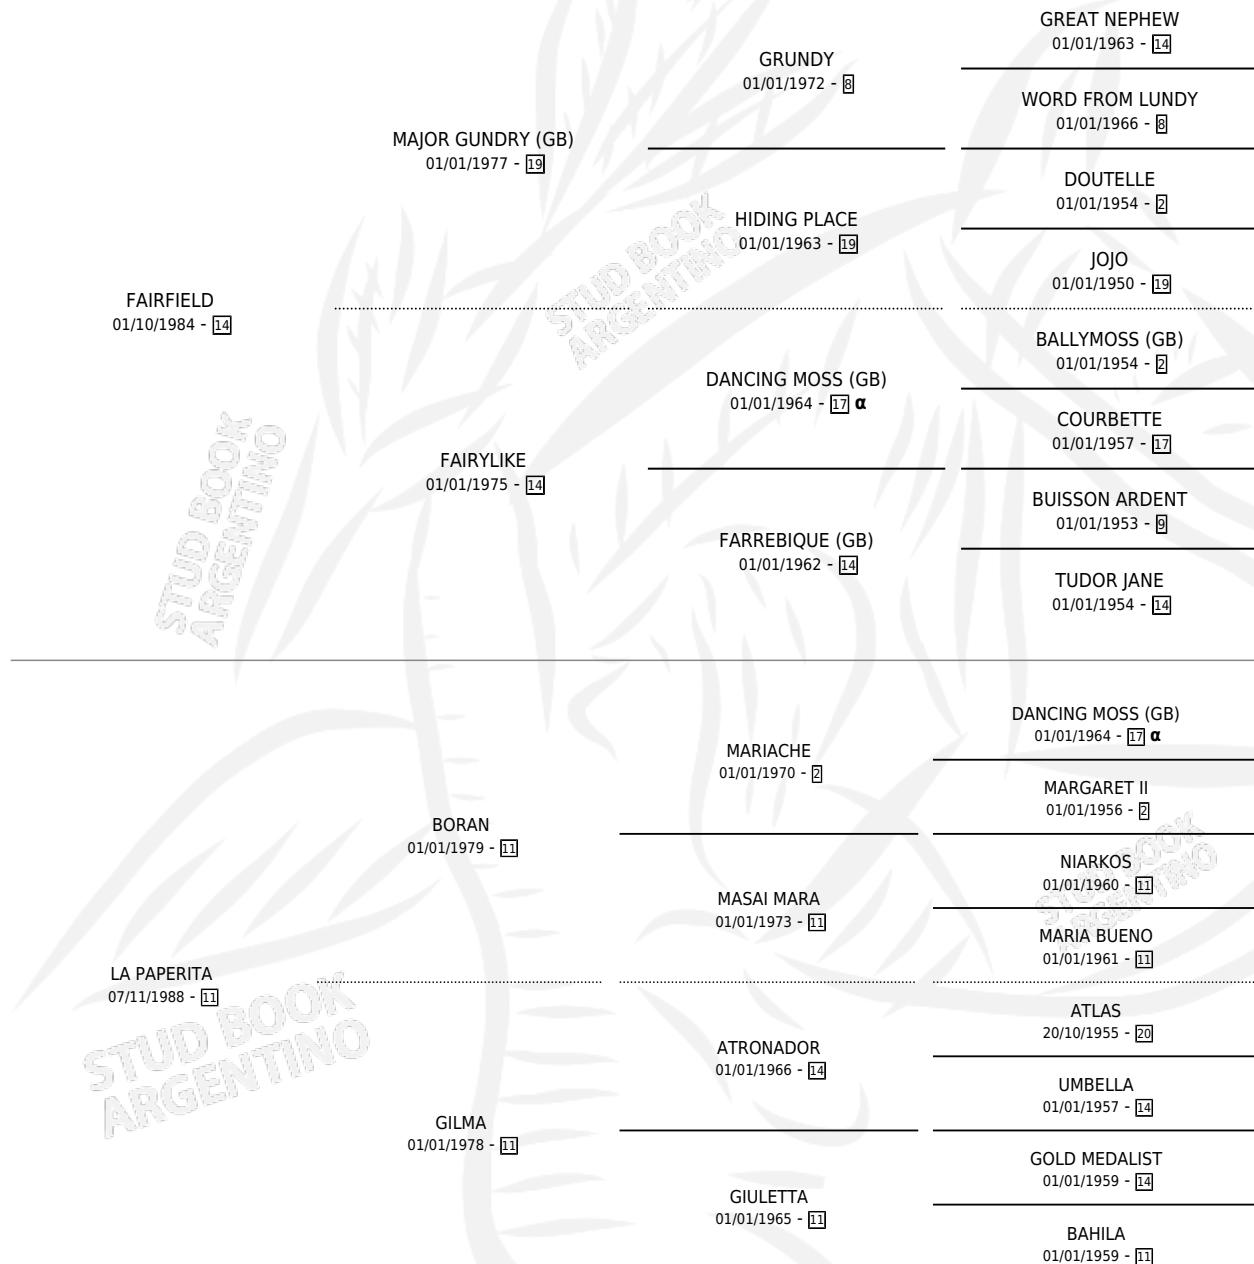 GREAT NEPHEW
01/01/1963 - 14
GRUNDY
01/01/1972 - 8
WORD FROM LUNDY
01/01/1966 - 8
MAJOR GUNDRY (GB)
01/01/1977 - 19
DOUTELLE
01/01/1954 - 2
HIDING PLACE
01/01/1963 - 19
JOJO
01/01/1950 - 19
FAIRFIELD
01/10/1984 - 14
BALLYMOSS (GB)
01/01/1954 - 2
DANCING MOSS (GB)
01/01/1964 - 17 α
COURBETTE
01/01/1957 - 17
FAIRYLIKE
01/01/1975 - 14
BUISSON ARDENT
01/01/1953 - 9
FARREBIQUE (GB)
01/01/1962 - 14
TUDOR JANE
01/01/1954 - 14
DANCING MOSS (GB)
01/01/1964 - 17 α
MARIACHE
01/01/1970 - 2
MARGARET II
01/01/1956 - 2
BORAN
01/01/1979 - 11
NIARKOS
01/01/1960 - 11
MASAI MARA
01/01/1973 - 11
MARIA BUENO
01/01/1961 - 11
LA PAPERITA
07/11/1988 - 11
ATLAS
20/10/1955 - 20
ATRONADOR
01/01/1966 - 14
UMBELLA
01/01/1957 - 14
GILMA
01/01/1978 - 11
GOLD MEDALIST
01/01/1959 - 14
GIULETTA
01/01/1965 - 11
BAHILA
01/01/1959 - 11
STUD BOOK
ARGENTINO
STUD BOOK
ARGENTINO
STUD BOOK
ARGENTINO
STUD BOOK
ARGENTINO